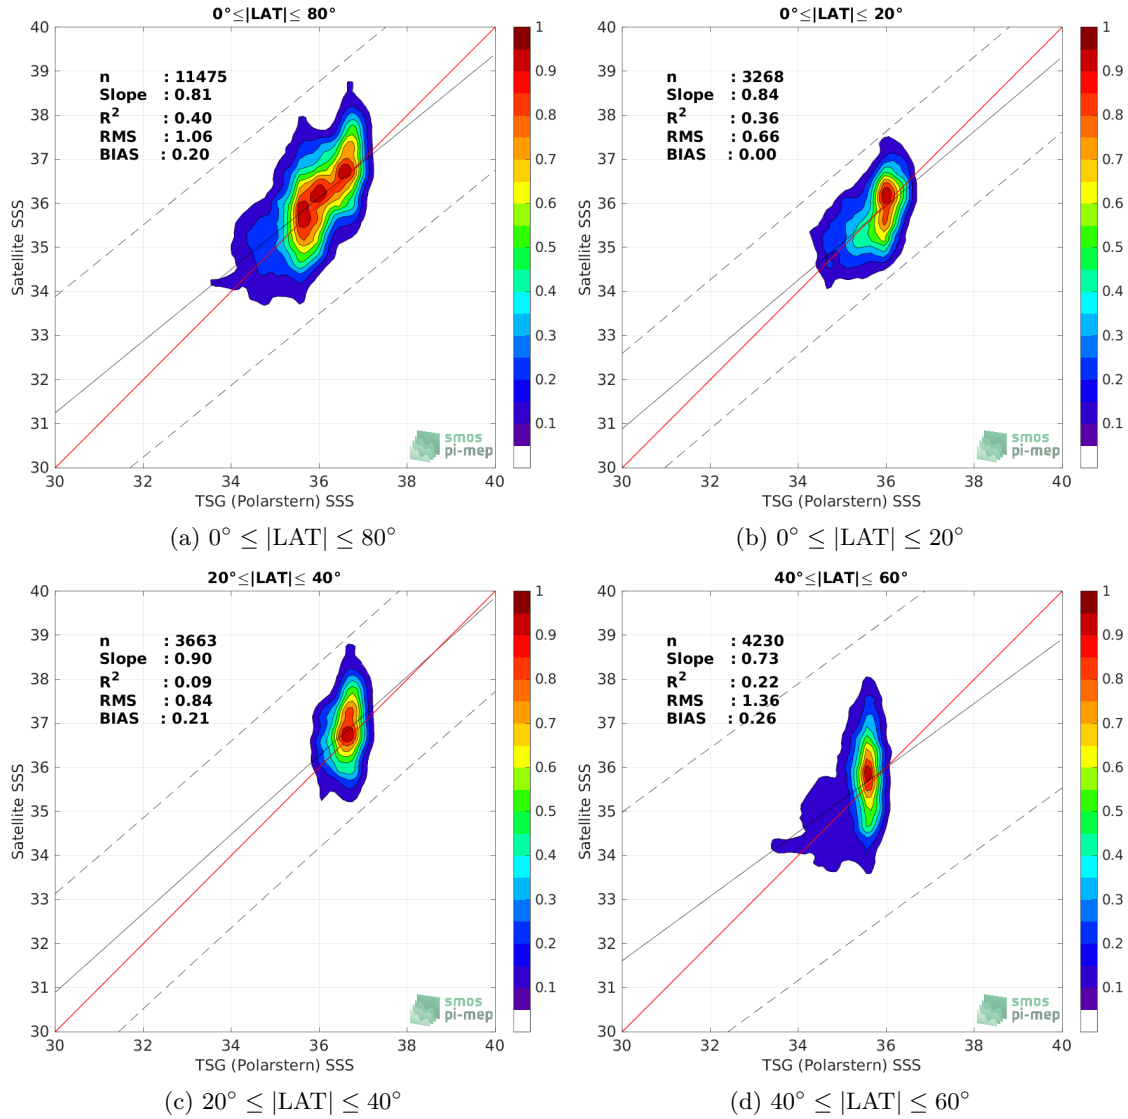 0°≤|LAT|≤ 80°
n : 11475
Slope : 0.81
R² : 0.40
RMS : 1.06
BIAS : 0.20
Satellite SSS
40
39
38
37
36
35
34
33
32
31
30
30 32 34 36 38 40
TSG (Polarstern) SSS
smos
pi-mep
1
0.9
0.8
0.7
0.6
0.5
0.4
0.3
0.2
0.1
(a) 0° ≤ |LAT| ≤ 80°
0°≤|LAT|≤ 20°
n : 3268
Slope : 0.84
R² : 0.36
RMS : 0.66
BIAS : 0.00
Satellite SSS
40
39
38
37
36
35
34
33
32
31
30
30 32 34 36 38 40
TSG (Polarstern) SSS
smos
pi-mep
1
0.9
0.8
0.7
0.6
0.5
0.4
0.3
0.2
0.1
(b) 0° ≤ |LAT| ≤ 20°
20°≤|LAT|≤ 40°
n : 3663
Slope : 0.90
R² : 0.09
RMS : 0.84
BIAS : 0.21
Satellite SSS
40
39
38
37
36
35
34
33
32
31
30
30 32 34 36 38 40
TSG (Polarstern) SSS
smos
pi-mep
1
0.9
0.8
0.7
0.6
0.5
0.4
0.3
0.2
0.1
(c) 20° ≤ |LAT| ≤ 40°
40°≤|LAT|≤ 60°
n : 4230
Slope : 0.73
R² : 0.22
RMS : 1.36
BIAS : 0.26
Satellite SSS
40
39
38
37
36
35
34
33
32
31
30
30 32 34 36 38 40
TSG (Polarstern) SSS
smos
pi-mep
1
0.9
0.8
0.7
0.6
0.5
0.4
0.3
0.2
0.1
(d) 40° ≤ |LAT| ≤ 60°